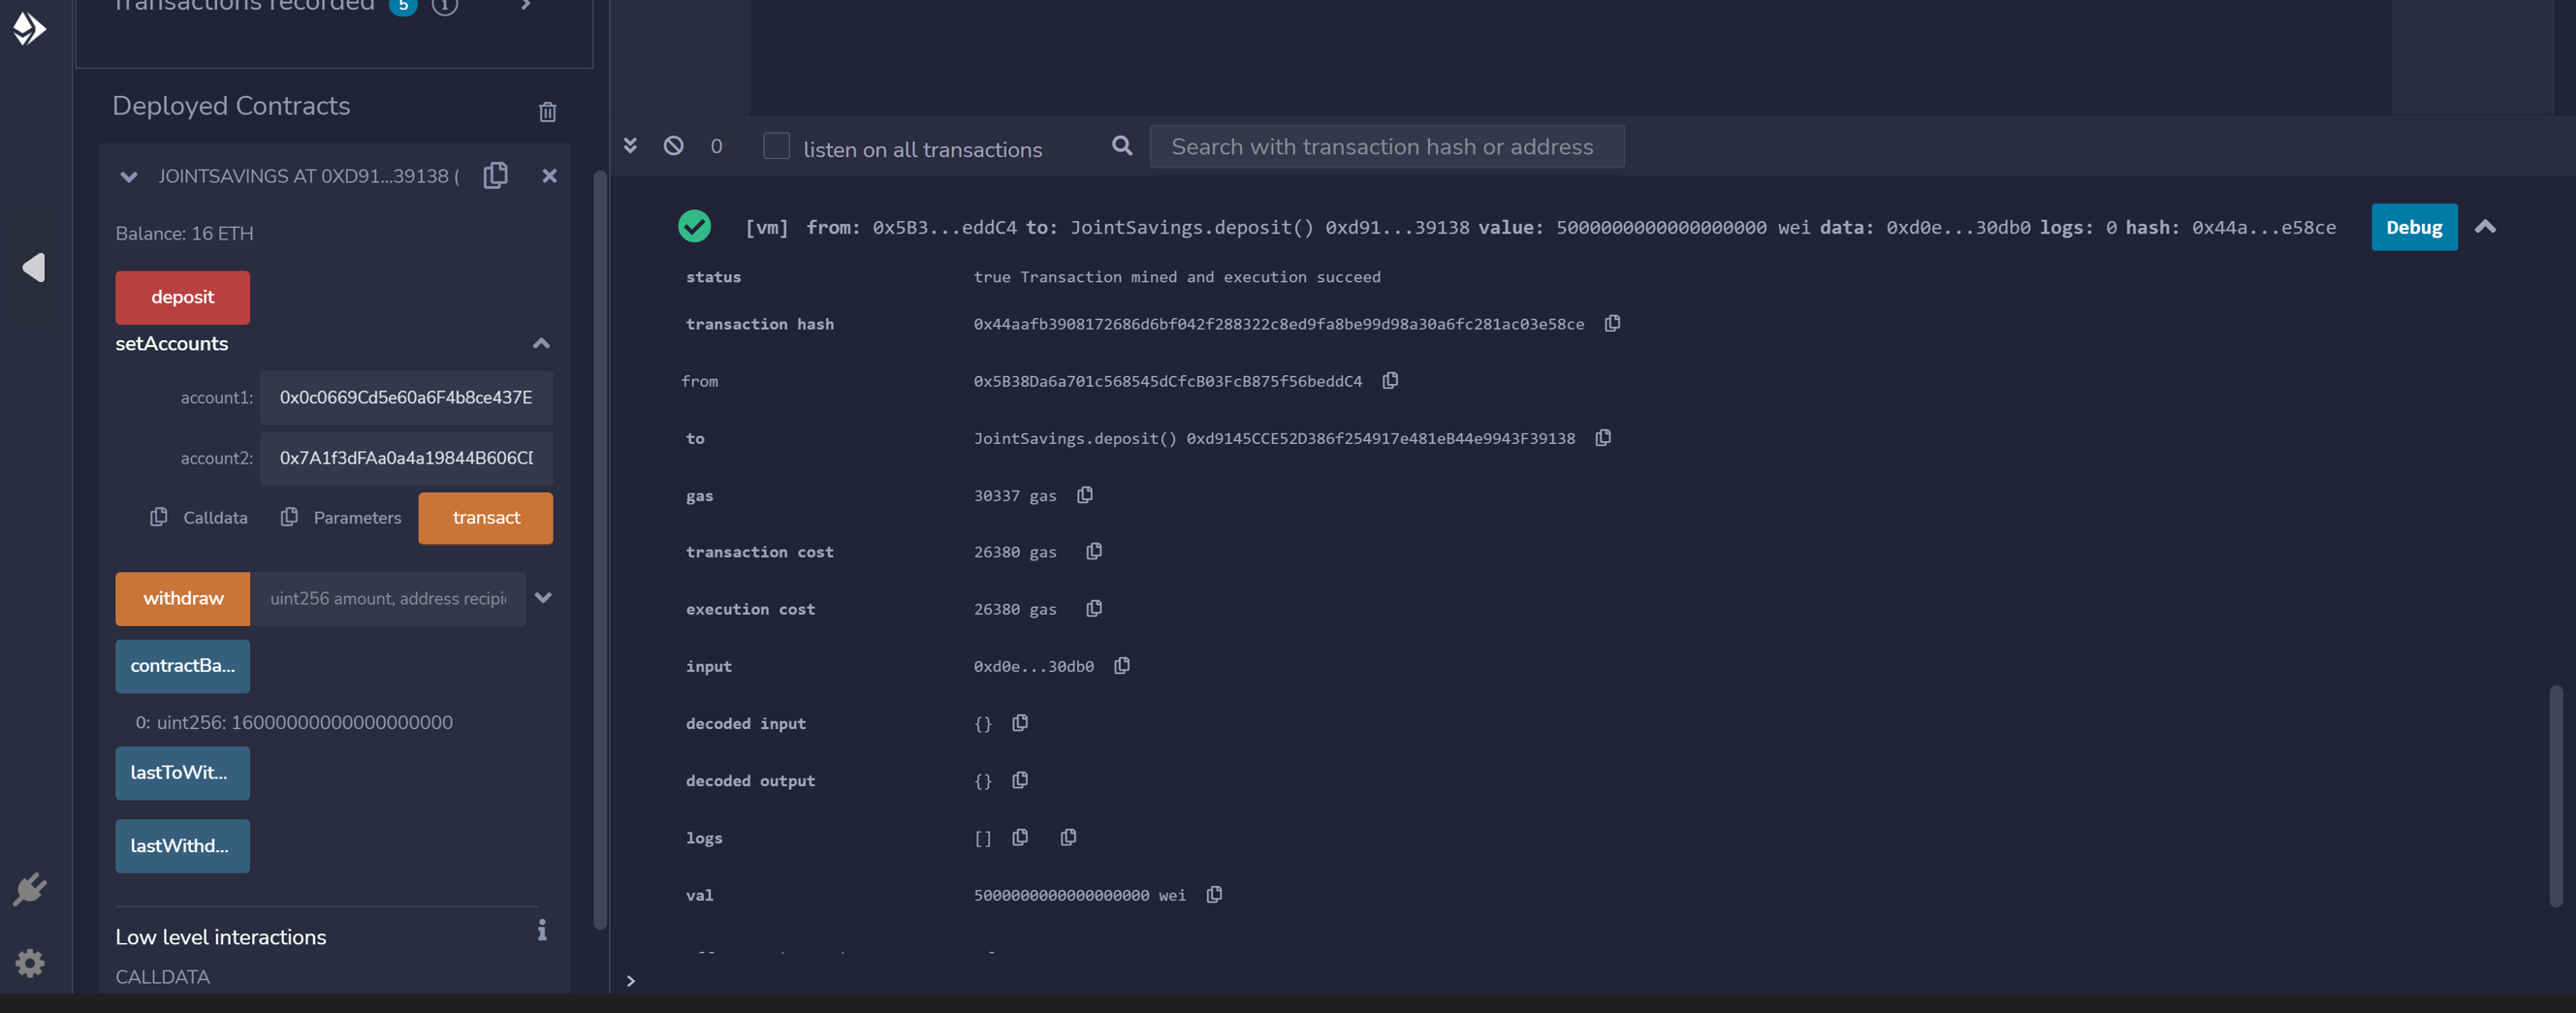 Transactions recorded 5 i
Deployed Contracts
JOINTSAVINGS AT 0XD91...39138 (
Balance: 16 ETH
deposit
setAccounts
account1: 0x0c0669Cd5e60a6F4b8ce437E
account2: 0x7A1f3dFAa0a4a19844B606C
Calldata Parameters transact
withdraw uint256 amount, address recipi
contractBa...
0: uint256: 16000000000000000000
lastToWit...
lastWithd...
Low level interactions i
CALLDATA
0 listen on all transactions Search with transaction hash or address
[vm] from: 0x5B3...eddC4 to: JointSavings.deposit() 0xd91...39138 value: 5000000000000000000 wei data: 0xd0e...30db0 logs: 0 hash: 0x44a...e58ce Debug
status true Transaction mined and execution succeed
transaction hash 0x44aafb3908172686d6bf042f288322c8ed9fa8be99d98a30a6fc281ac03e58ce
from 0x5B38Da6a701c568545dCfcB03FcB875f56beddC4
to JointSavings.deposit() 0xd9145CCE52D386f254917e481eB44e9943F39138
gas 30337 gas
transaction cost 26380 gas
execution cost 26380 gas
input 0xd0e...30db0
decoded input {}
decoded output {}
logs []
val 5000000000000000000 wei
>